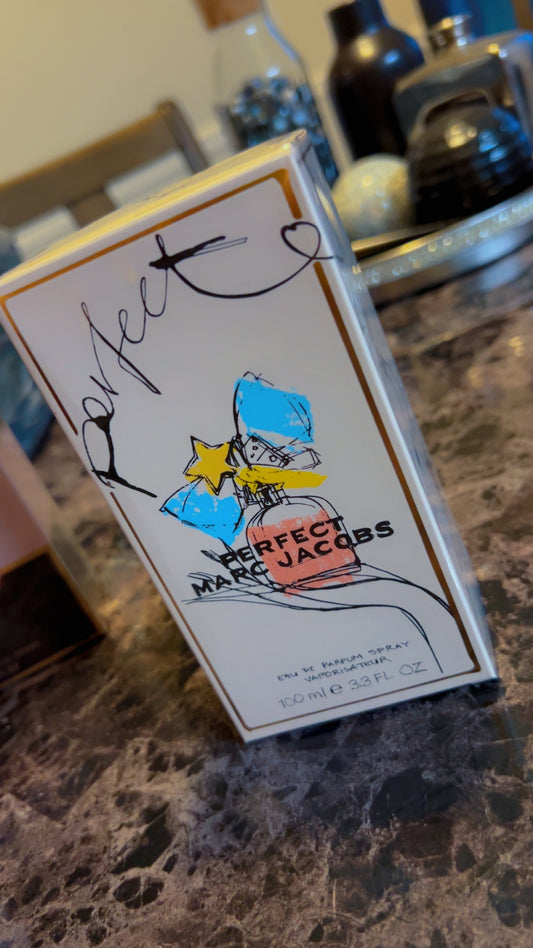 perfect
PERFECT
MARC JACOBS
EAU DE PARFUM SPRAY
VAPORISATEUR
100 ml e 3.3 FL OZ